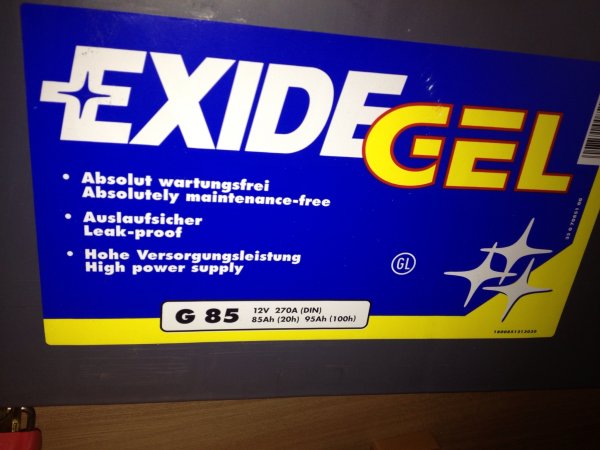 EXIDE GEL
• Absolut wartungsfrei
Absolutely maintenance-free
• Auslaufsicher
Leak-proof
• Hohe Versorgungsleistung
High power supply
GL
G 85
12V 270A (DIN)
85Ah (20h) 95Ah (100h)